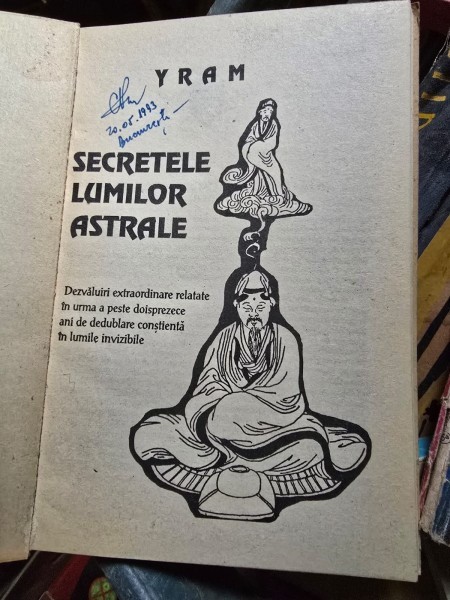 YRAM
20.05.1993
București
SECRETELE
LUMILOR
ASTRALE
Dezvăluiri extraordinare relatate
în urma a peste doisprezece
ani de dedublare conștientă
în lumile invizibile